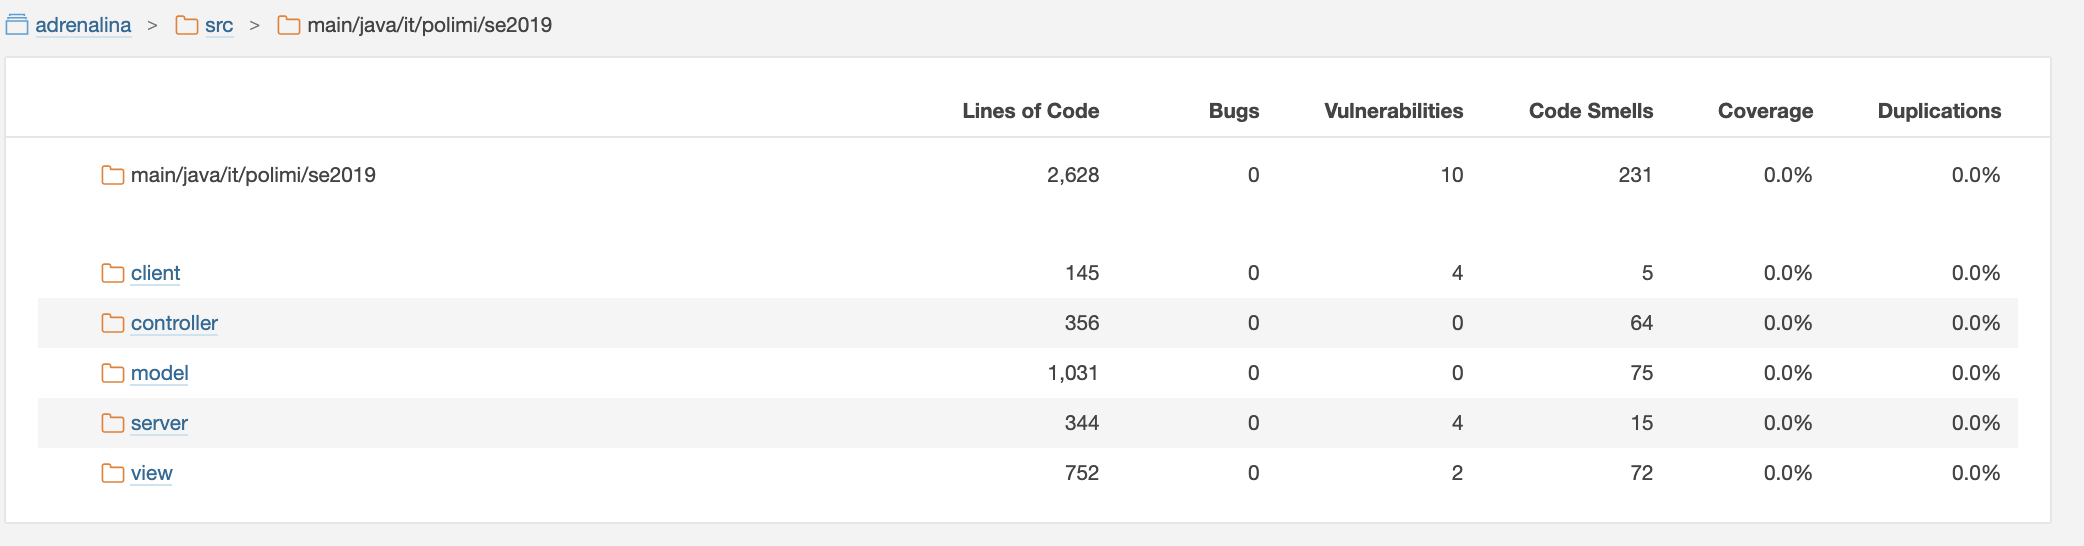 adrenalina > src > main/java/it/polimi/se2019
Lines of Code Bugs Vulnerabilities Code Smells Coverage Duplications
main/java/it/polimi/se2019 2,628 0 10 231 0.0% 0.0%
client 145 0 4 5 0.0% 0.0%
controller 356 0 0 64 0.0% 0.0%
model 1,031 0 0 75 0.0% 0.0%
server 344 0 4 15 0.0% 0.0%
view 752 0 2 72 0.0% 0.0%